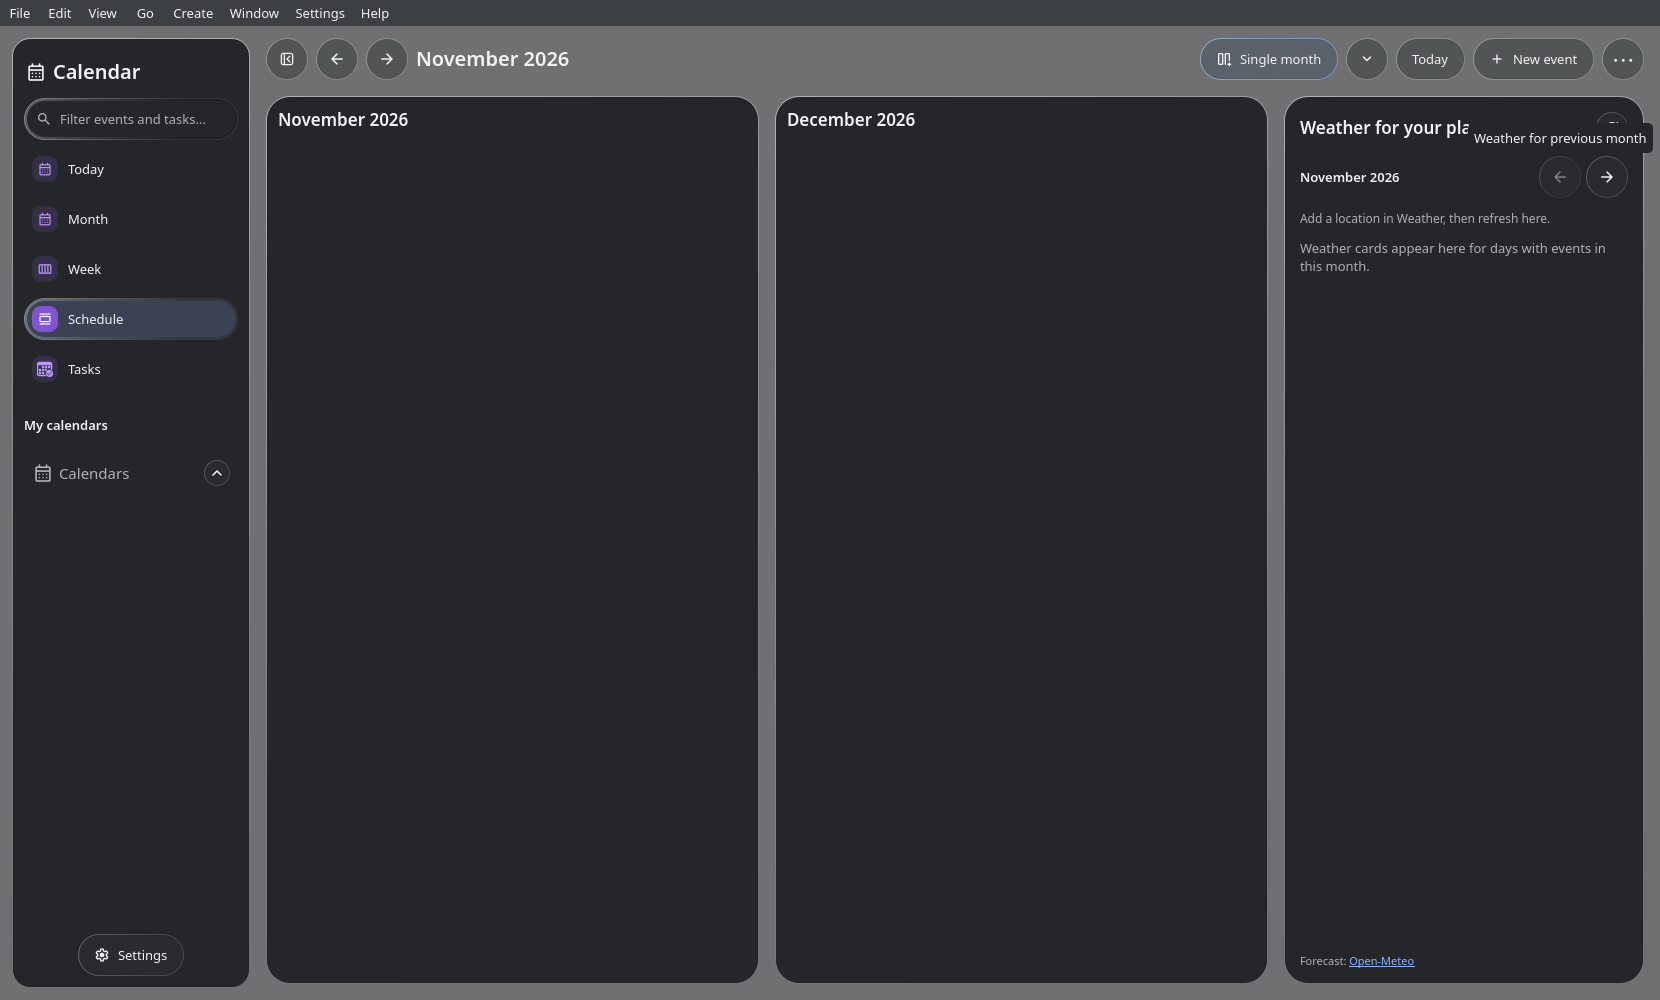 File Edit View Go Create Window Settings Help
Calendar
Filter events and tasks...
Today
Month
Week
Schedule
Tasks
My calendars
Calendars
Settings
November 2026
Single month
Today
New event
November 2026
December 2026
Weather for your
Weather for previous month
November 2026
Add a location in Weather, then refresh here.
Weather cards appear here for days with events in
this month.
Forecast: Open-Meteo